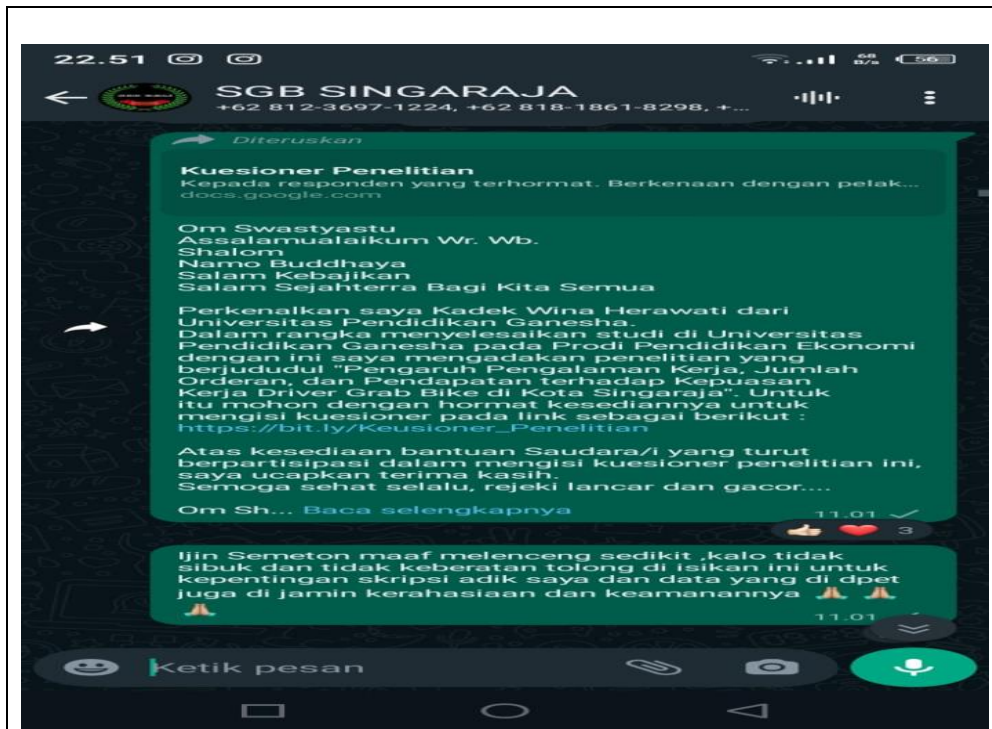 22.51
68 B/s 56
SGB SINGARAJA
+62 812-3697-1224, +62 818-1861-8298, +...
Diteruskan
Kuesioner Penelitian
Kepada responden yang terhormat. Berkenaan dengan pelak...
docs.google.com
Om Swastyastu
Assalamualaikum Wr. Wb.
Shalom
Namo Buddhaya
Salam Kebajikan
Salam Sejahterra Bagi Kita Semua
Perkenalkan saya Kadek Wina Herawati dari
Universitas Pendidikan Ganesha.
Dalam rangka menyelesaikan studi di Universitas
Pendidikan Ganesha pada Prodi Pendidikan Ekonomi
dengan ini saya mengadakan penelitian yang
berjududul "Pengaruh Pengalaman Kerja, Jumlah
Orderan, dan Pendapatan terhadap Kepuasan
Kerja Driver Grab Bike di Kota Singaraja". Untuk
itu mohon dengan hormat kesediannya untuk
mengisi kuesioner pada link sebagai berikut :
https://bit.ly/Keusioner_Penelitian
Atas kesediaan bantuan Saudara/i yang turut
berpartisipasi dalam mengisi kuesioner penelitian ini,
saya ucapkan terima kasih.
Semoga sehat selalu, rejeki lancar dan gacor....
Om Sh... Baca selengkapnya
11.01
3
Ijin Semeton maaf melenceng sedikit ,kalo tidak
sibuk dan tidak keberatan tolong di isikan ini untuk
kepentingan skripsi adik saya dan data yang di dpet
juga di jamin kerahasiaan dan keamanannya
11.01
Ketik pesan